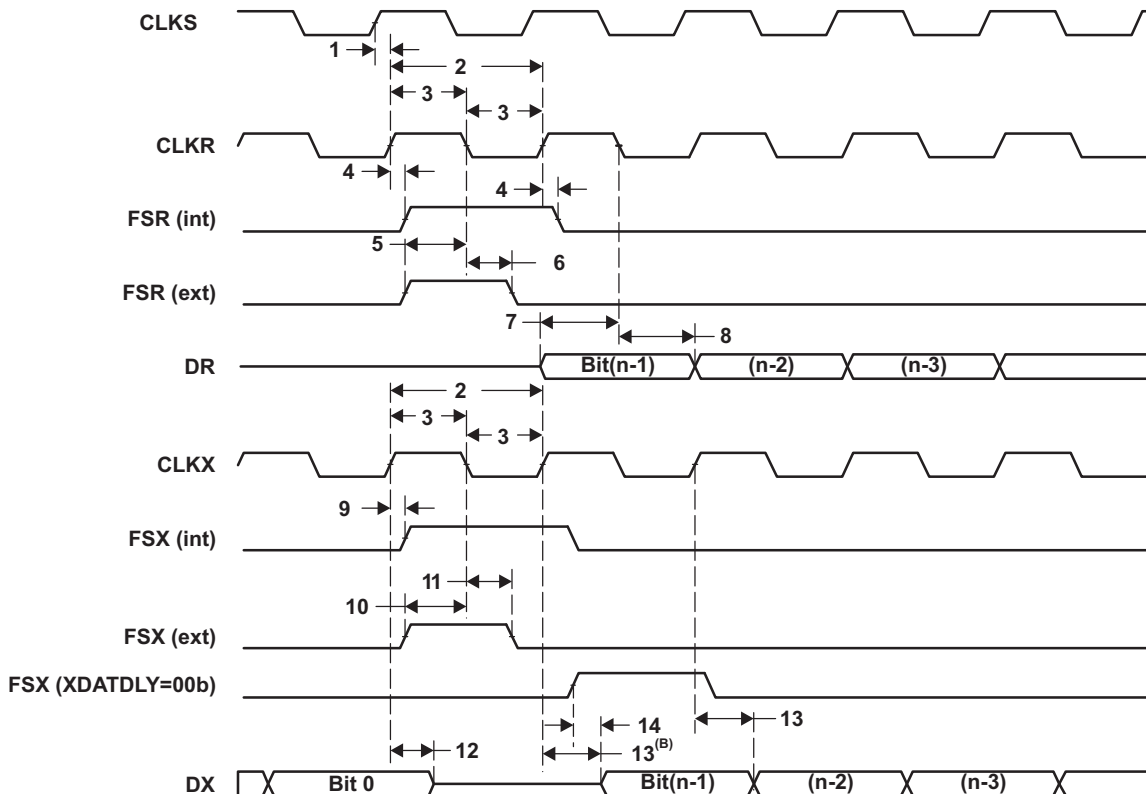 CLKS
1
2
3
3
CLKR
4
4
FSR (int)
5
6
FSR (ext)
7
8
DR
Bit(n-1)
(n-2)
(n-3)
2
3
3
CLKX
9
FSX (int)
11
10
FSX (ext)
FSX (XDATDLY=00b)
14
13
12
13(B)
DX
Bit 0
Bit(n-1)
(n-2)
(n-3)